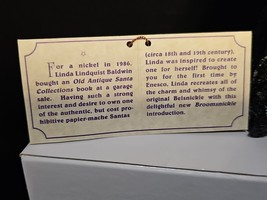 For a nickel in 1986,
Linda Lindquist Baldwin
bought an Old Antique Santa
Collections book at a garage
sale. Having such a strong
interest and desire to own one
of the authentic, but cost pro-
hibitive papier-mache Santas
(circa 18th and 19th century),
Linda was inspired to create
one for herself! Brought to
you for the first time by
Enesco, Linda recreates all of
the charm and whimsy of the
original Belsnickle with this
delightful new Broomsnickle
introduction.